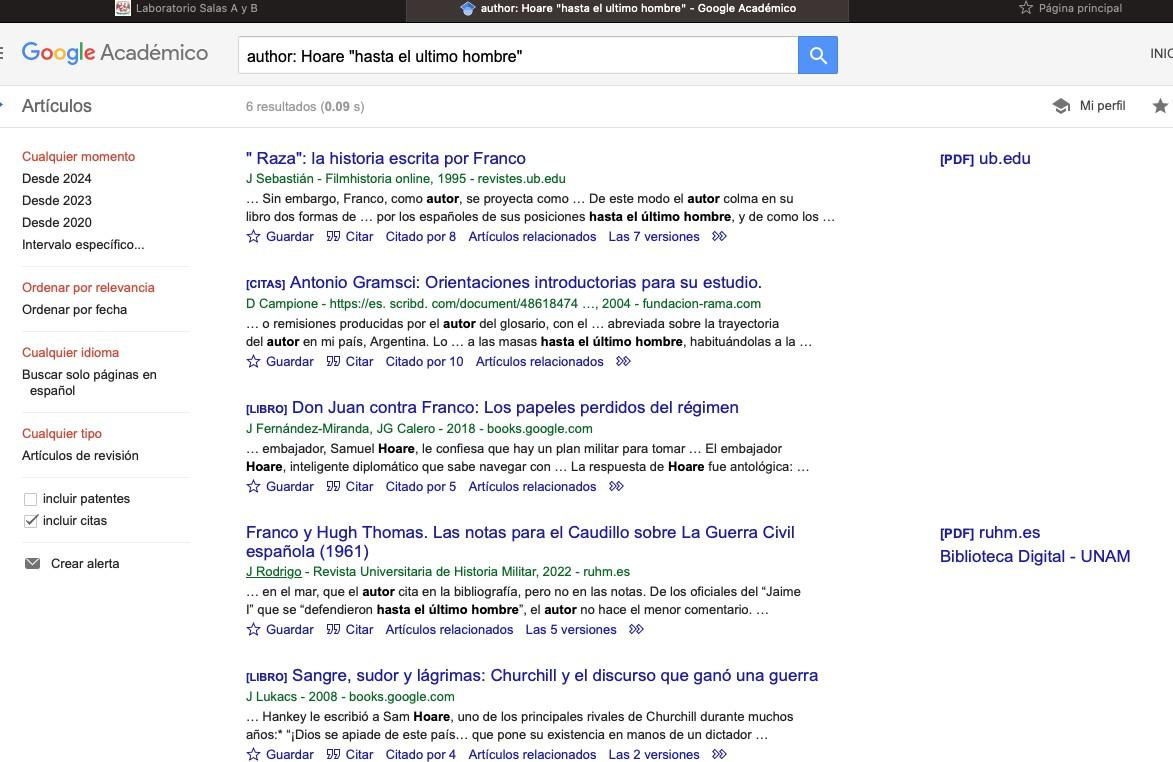 Laboratorio Salas A y B
author: Hoare "hasta el ultimo hombre" - Google Académico
Página principal
Google Académico
author: Hoare "hasta el ultimo hombre"
INIC
Artículos
6 resultados (0.09 s)
Mi perfil
Cualquier momento
Desde 2024
Desde 2023
Desde 2020
Intervalo específico...
Ordenar por relevancia
Ordenar por fecha
Cualquier idioma
Buscar solo páginas en
español
Cualquier tipo
Artículos de revisión
incluir patentes
incluir citas
Crear alerta
" Raza": la historia escrita por Franco
J Sebastián - Filmhistoria online, 1995 - revistes.ub.edu
… Sin embargo, Franco, como autor, se proyecta como … De este modo el autor colma en su
libro dos formas de … por los españoles de sus posiciones hasta el último hombre, y de como los …
Guardar Citar Citado por 8 Artículos relacionados Las 7 versiones
[PDF] ub.edu
[CITAS] Antonio Gramsci: Orientaciones introductorias para su estudio.
D Campione - https://es. scribd. com/document/48618474 …, 2004 - fundacion-rama.com
… o remisiones producidas por el autor del glosario, con el … abreviada sobre la trayectoria
del autor en mi país, Argentina. Lo … a las masas hasta el último hombre, habituándolas a la …
Guardar Citar Citado por 10 Artículos relacionados
[LIBRO] Don Juan contra Franco: Los papeles perdidos del régimen
J Fernández-Miranda, JG Calero - 2018 - books.google.com
… embajador, Samuel Hoare, le confiesa que hay un plan militar para tomar … El embajador
Hoare, inteligente diplomático que sabe navegar con … La respuesta de Hoare fue antológica: …
Guardar Citar Citado por 5 Artículos relacionados
Franco y Hugh Thomas. Las notas para el Caudillo sobre La Guerra Civil
española (1961)
J Rodrigo - Revista Universitaria de Historia Militar, 2022 - ruhm.es
… en el mar, que el autor cita en la bibliografía, pero no en las notas. De los oficiales del “Jaime
I” que se “defendieron hasta el último hombre”, el autor no hace el menor comentario. …
Guardar Citar Artículos relacionados Las 5 versiones
[PDF] ruhm.es
Biblioteca Digital - UNAM
[LIBRO] Sangre, sudor y lágrimas: Churchill y el discurso que ganó una guerra
J Lukacs - 2008 - books.google.com
… Hankey le escribió a Sam Hoare, uno de los principales rivales de Churchill durante muchos
años:* “¡Dios se apiade de este país… que pone su existencia en manos de un dictador …
Guardar Citar Citado por 4 Artículos relacionados Las 2 versiones